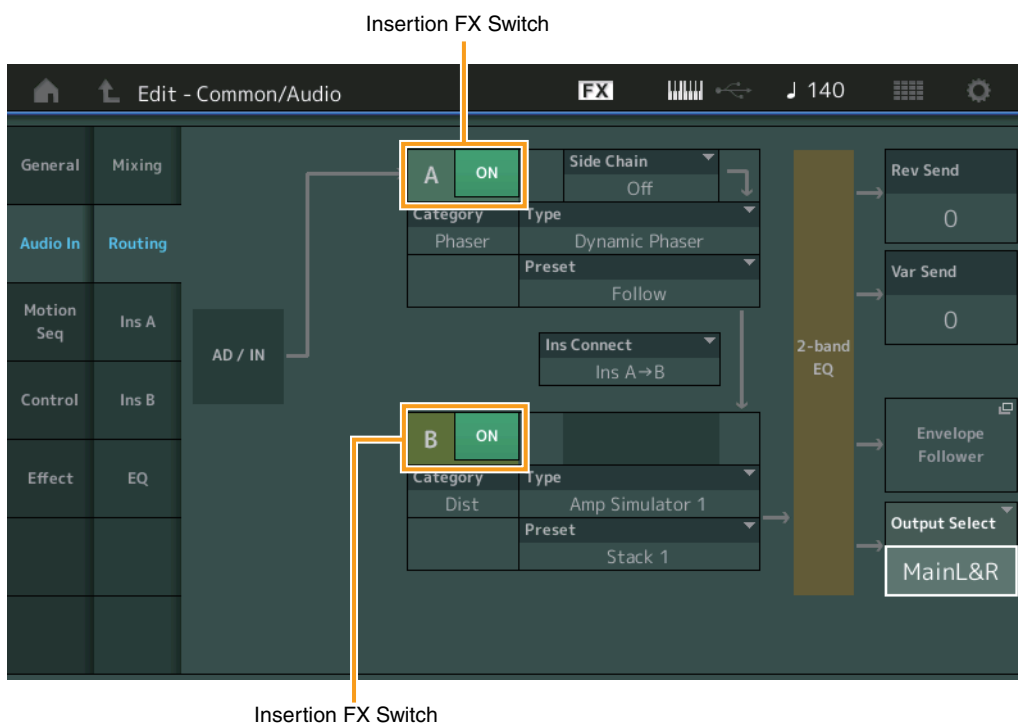 Insertion FX Switch
Edit - Common/Audio
FX
♩ 140
General
Mixing
Audio In
Routing
Motion
Seq
Ins A
Control
Ins B
Effect
EQ
AD / IN
A
ON
Side Chain
Off
Category
Phaser
Type
Dynamic Phaser
Preset
Follow
Ins Connect
Ins A→B
B
ON
Category
Dist
Type
Amp Simulator 1
Preset
Stack 1
2-band
EQ
Rev Send
0
Var Send
0
Envelope
Follower
Output Select
MainL&R
Insertion FX Switch